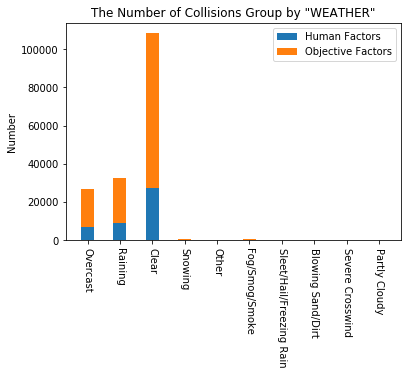 The Number of Collisions Group by "WEATHER"
Human Factors
Objective Factors
100000
80000
60000
40000
20000
0
Number
Overcast
Raining
Clear
Snowing
Other
Fog/Smog/Smoke
Sleet/Hail/Freezing Rain
Blowing Sand/Dirt
Severe Crosswind
Partly Cloudy